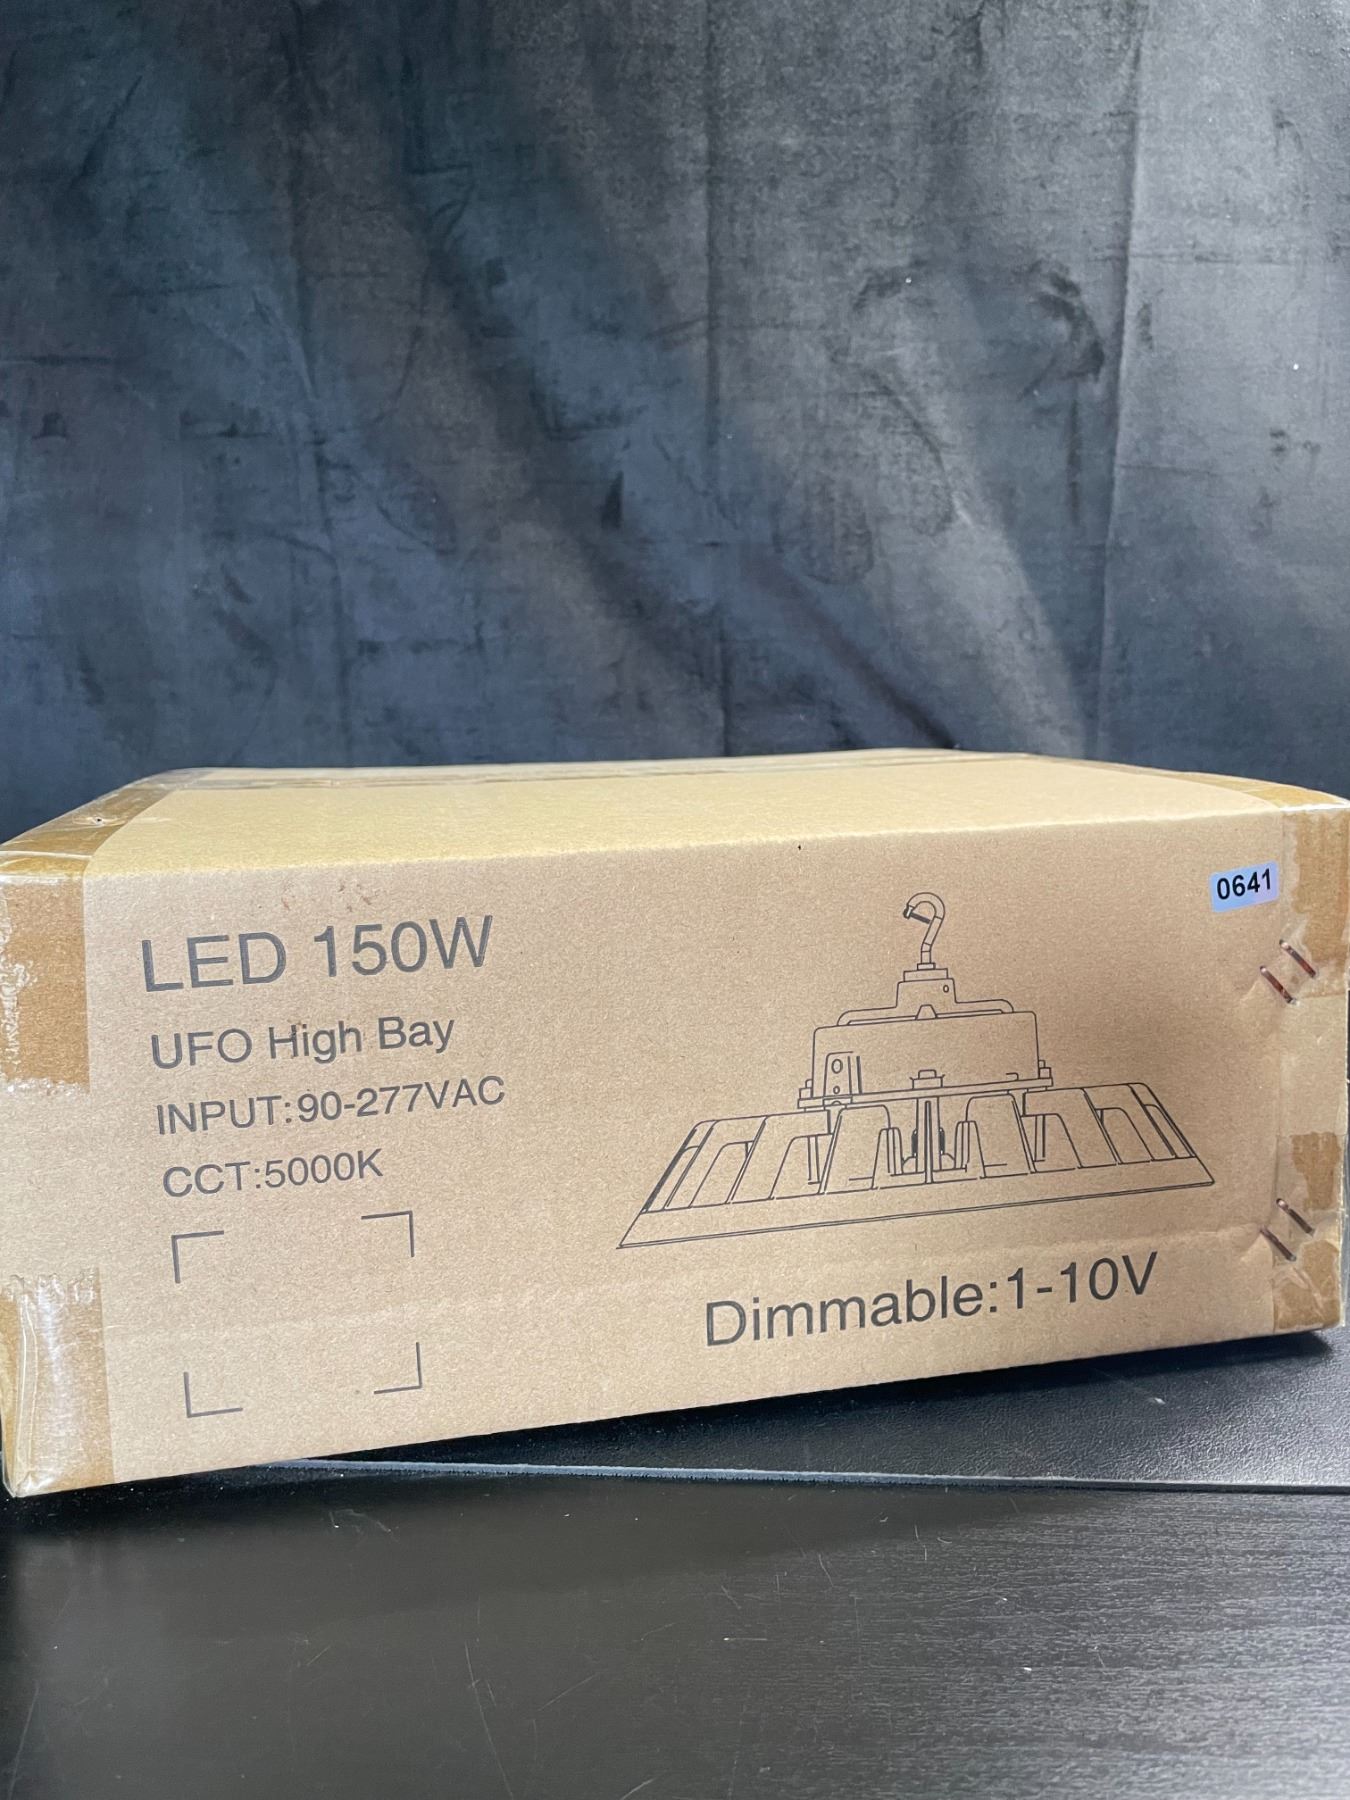 LED 150W
UFO High Bay
INPUT:90-277VAC
CCT:5000K
0641
Dimmable:1-10V